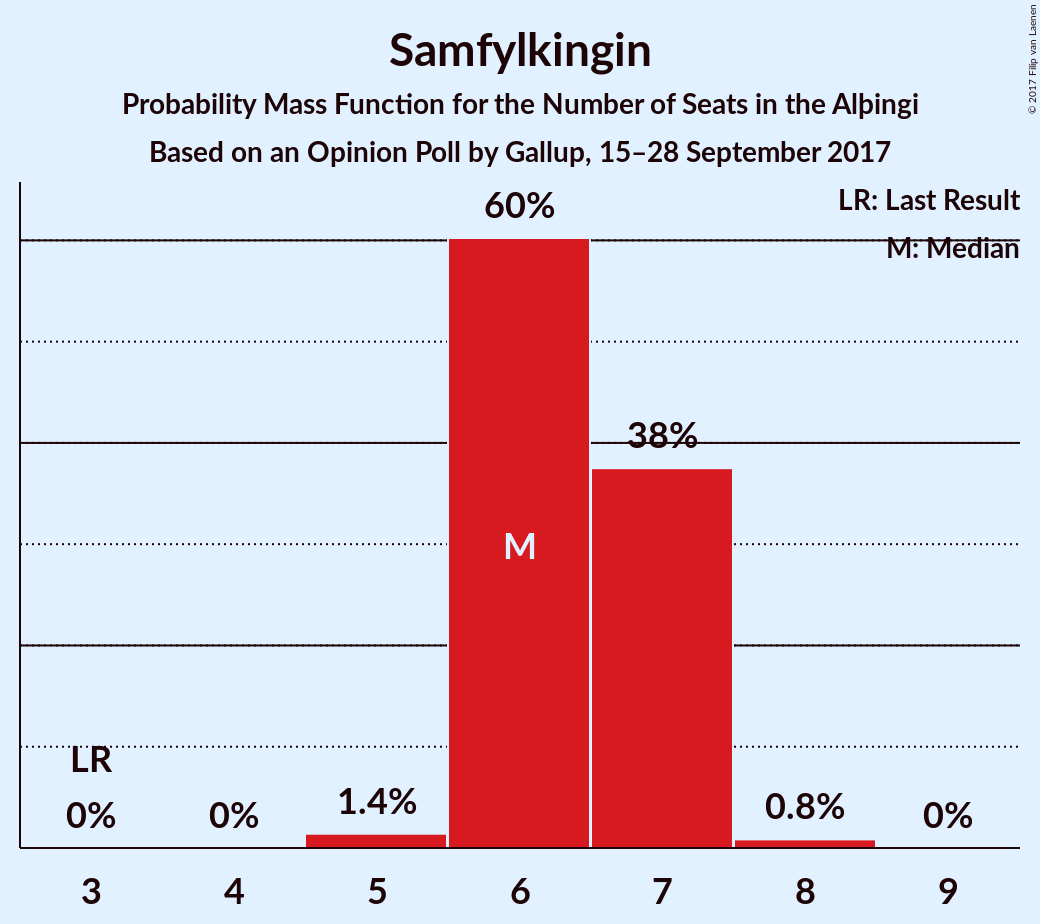 Samfylkingin
Probability Mass Function for the Number of Seats in the Alþingi
Based on an Opinion Poll by Gallup, 15–28 September 2017
© 2017 Filip van Laenen
LR: Last Result
M: Median
60%
38%
M
LR
0%
0%
1.4%
0.8%
0%
3 4 5 6 7 8 9